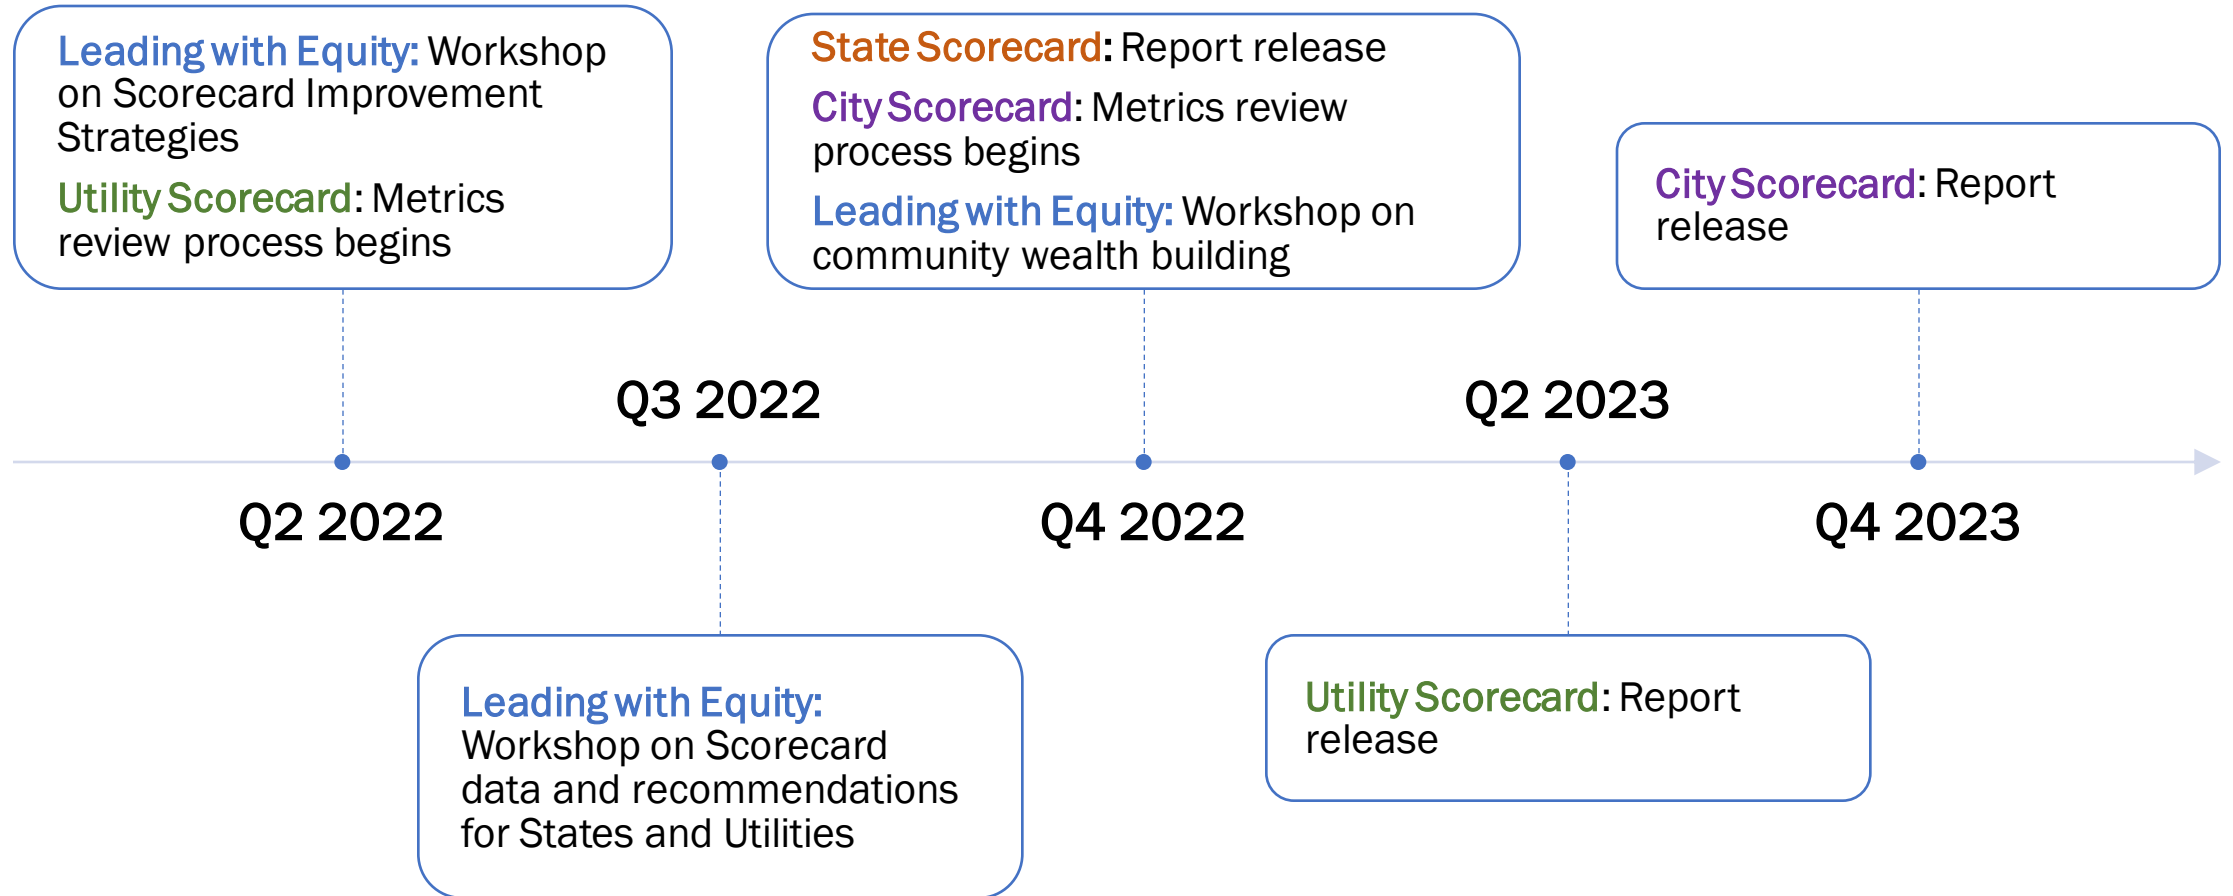 Leading with Equity: Workshop
on Scorecard Improvement
Strategies
Utility Scorecard: Metrics
review process begins
State Scorecard: Report release
City Scorecard: Metrics review
process begins
Leading with Equity: Workshop on
community wealth building
City Scorecard: Report
release
Q3 2022
Q2 2023
Q2 2022
Q4 2022
Q4 2023
Leading with Equity:
Workshop on Scorecard
data and recommendations
for States and Utilities
Utility Scorecard: Report
release